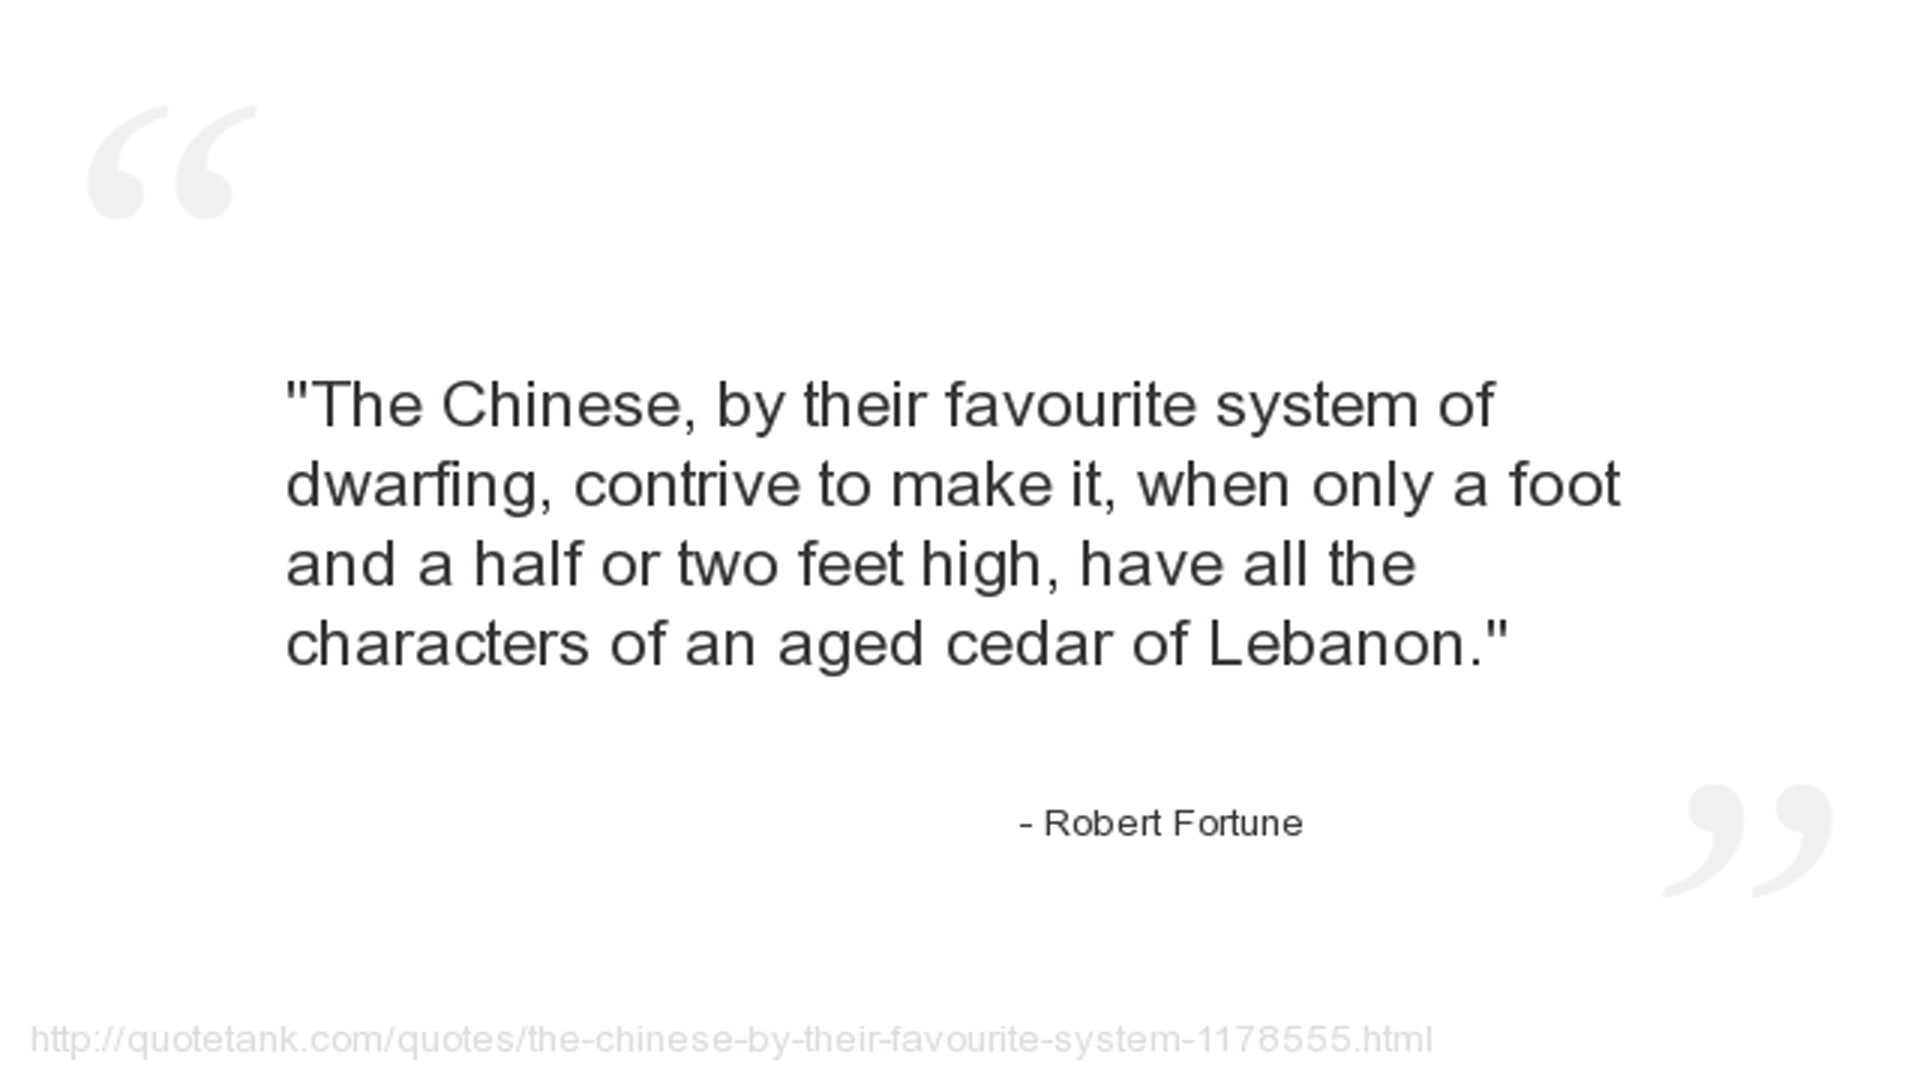 "The Chinese, by their favourite system of
dwarfing, contrive to make it, when only a foot
and a half or two feet high, have all the
characters of an aged cedar of Lebanon."
- Robert Fortune
http://quotetank.com/quotes/the-chinese-by-their-favourite-system-1178555.html